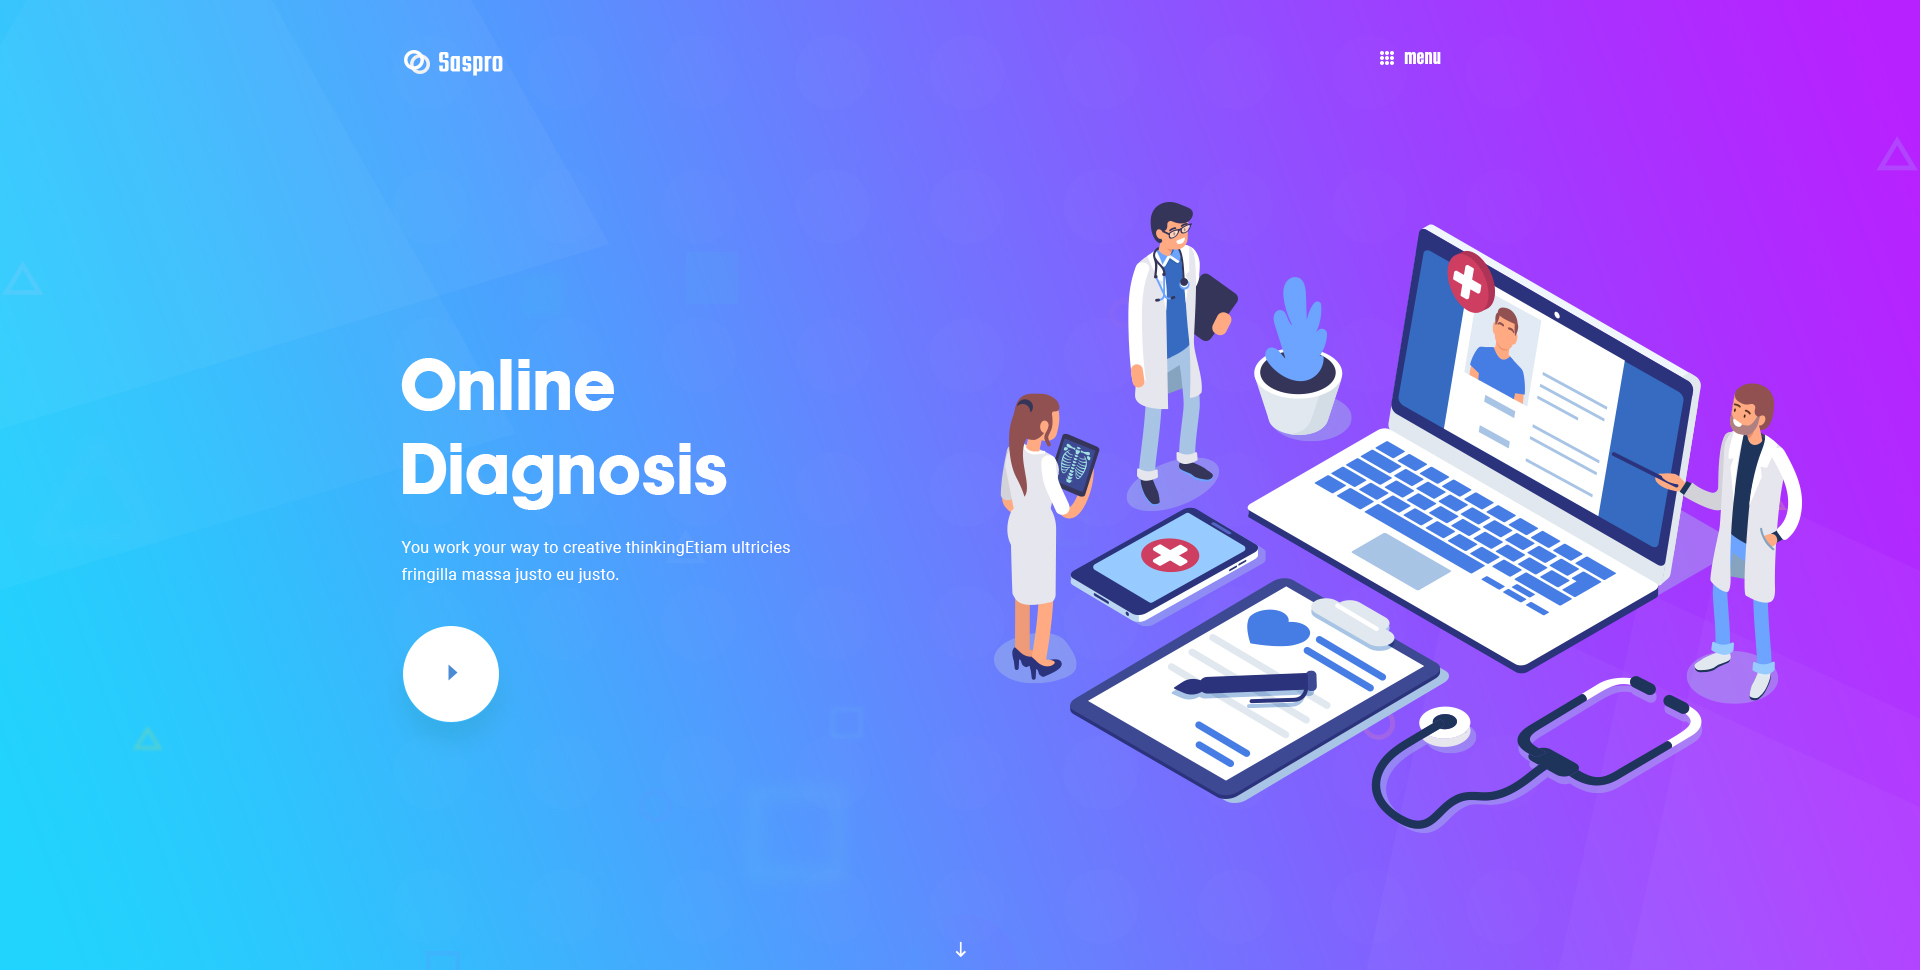 Saspro
menu
Online
Diagnosis
You work your way to creative thinkingEtiam ultricies
fringilla massa justo eu justo.